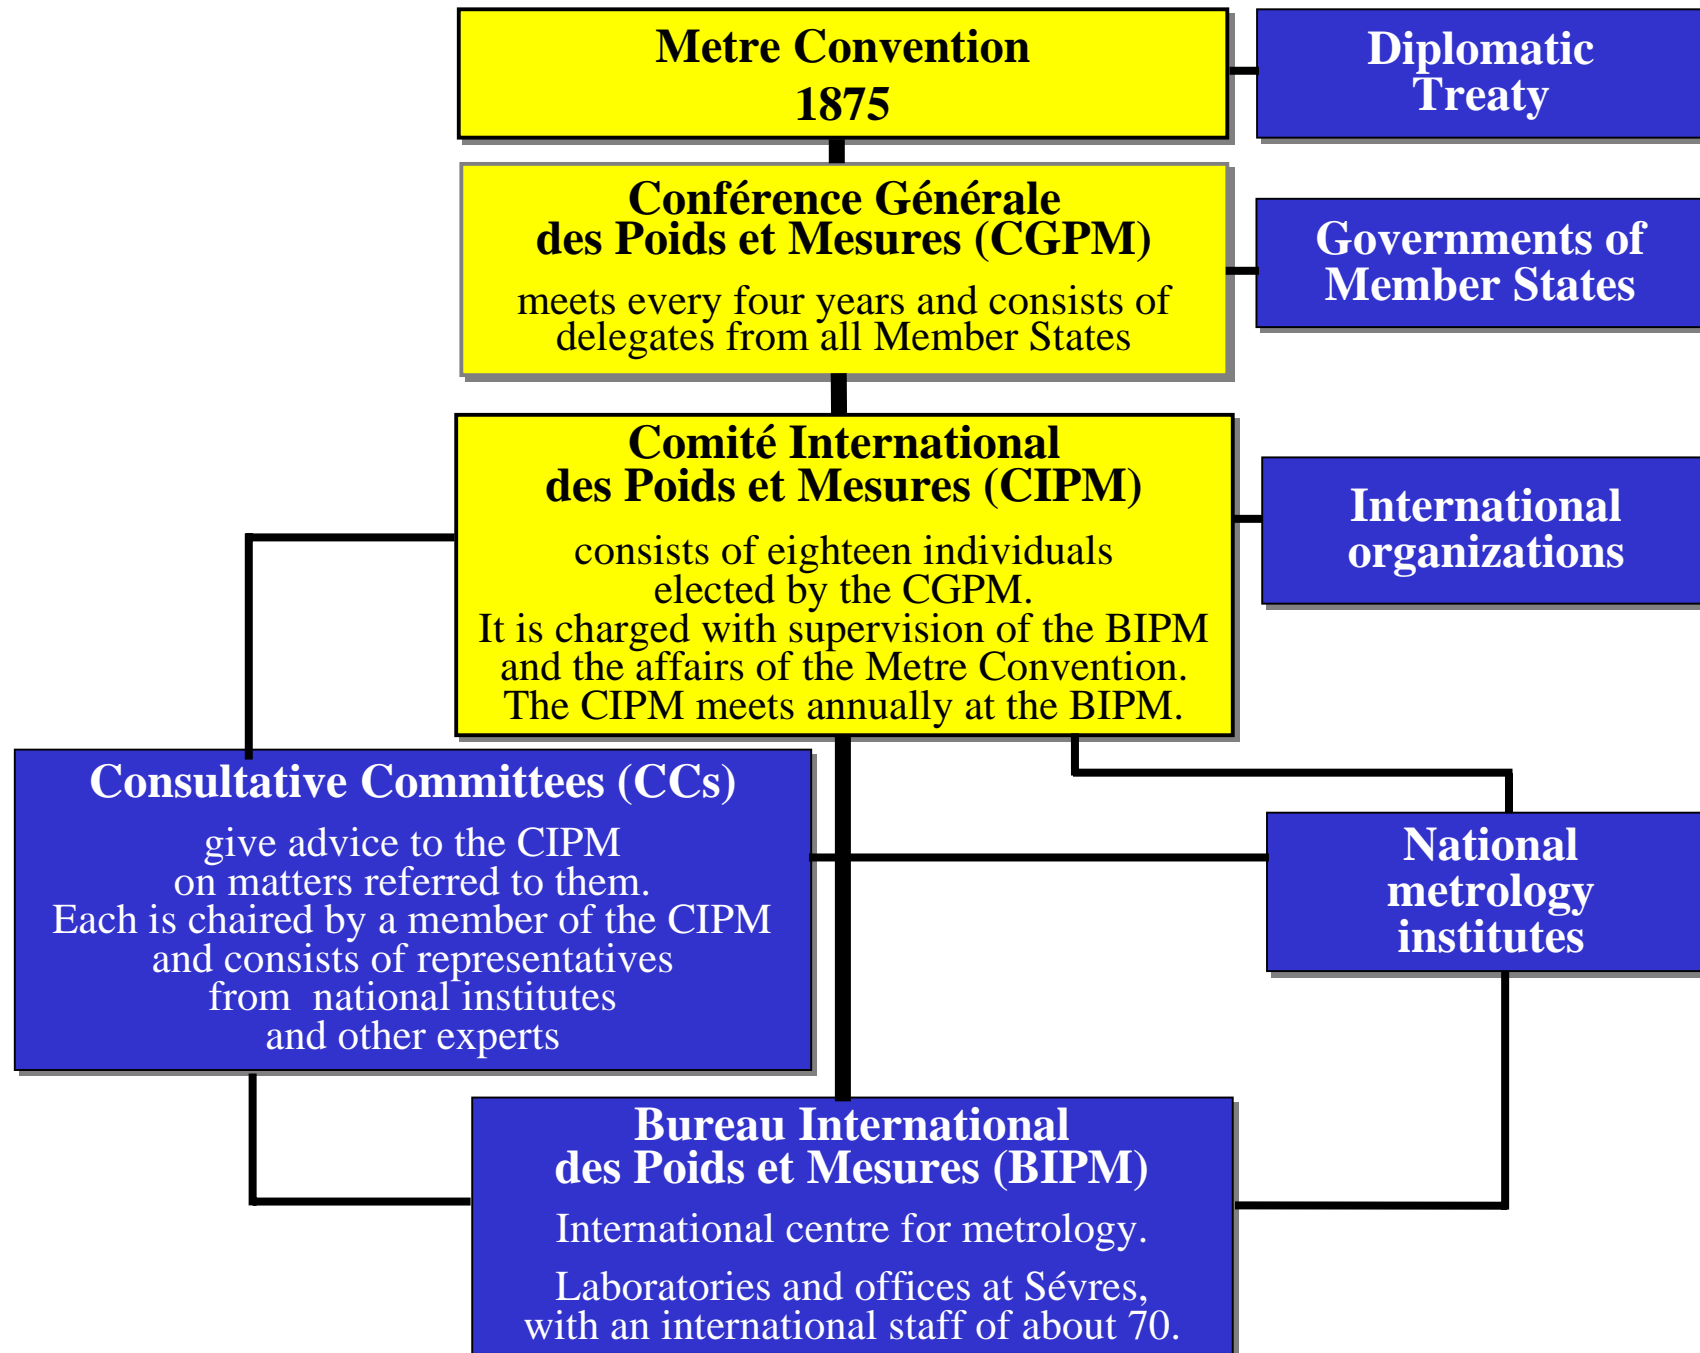 Metre Convention
1875
Diplomatic
Treaty
Conférence Générale
des Poids et Mesures (CGPM)
meets every four years and consists of
delegates from all Member States
Governments of
Member States
Comité International
des Poids et Mesures (CIPM)
consists of eighteen individuals
elected by the CGPM.
It is charged with supervision of the BIPM
and the affairs of the Metre Convention.
The CIPM meets annually at the BIPM.
International
organizations
Consultative Committees (CCs)
give advice to the CIPM
on matters referred to them.
Each is chaired by a member of the CIPM
and consists of representatives
from national institutes
and other experts
National
metrology
institutes
Bureau International
des Poids et Mesures (BIPM)
International centre for metrology.
Laboratories and offices at Sévres,
with an international staff of about 70.